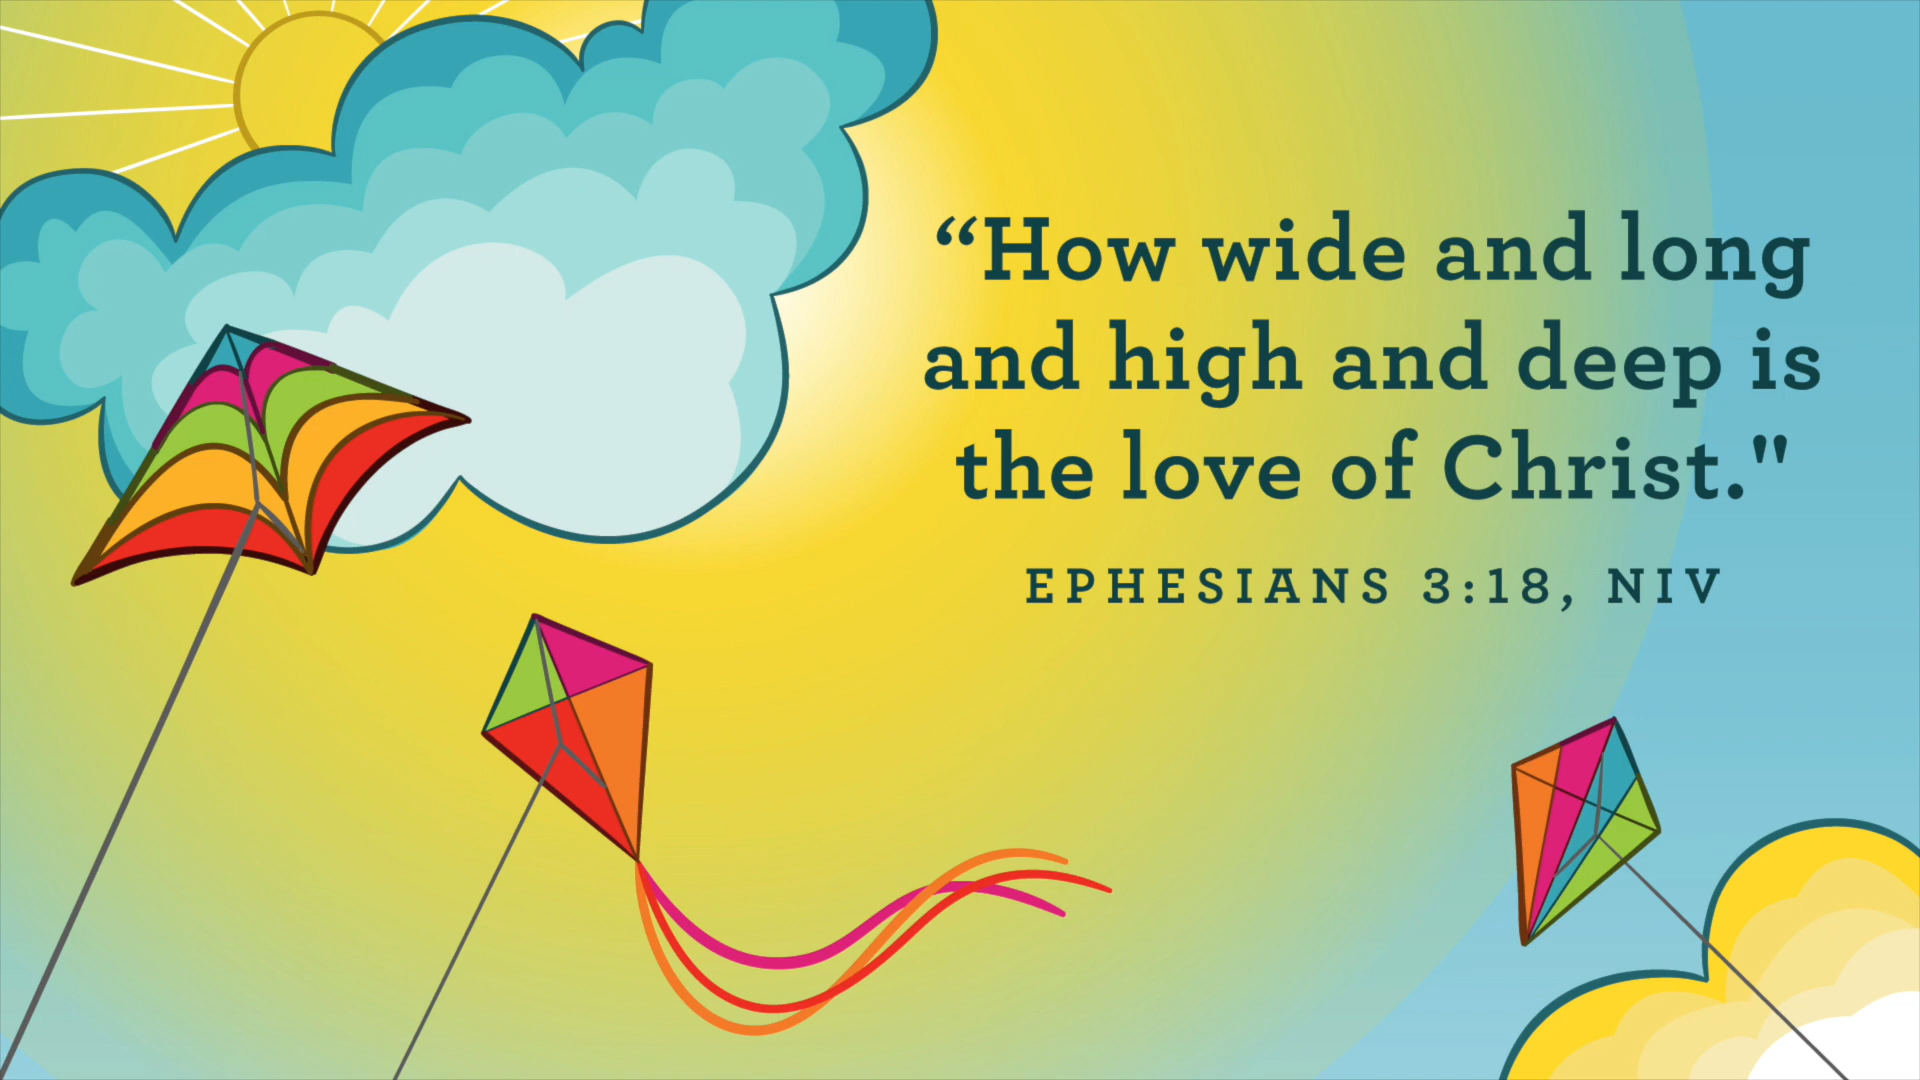 “How wide and long
and high and deep is
the love of Christ."
EPHESIANS 3:18, NIV